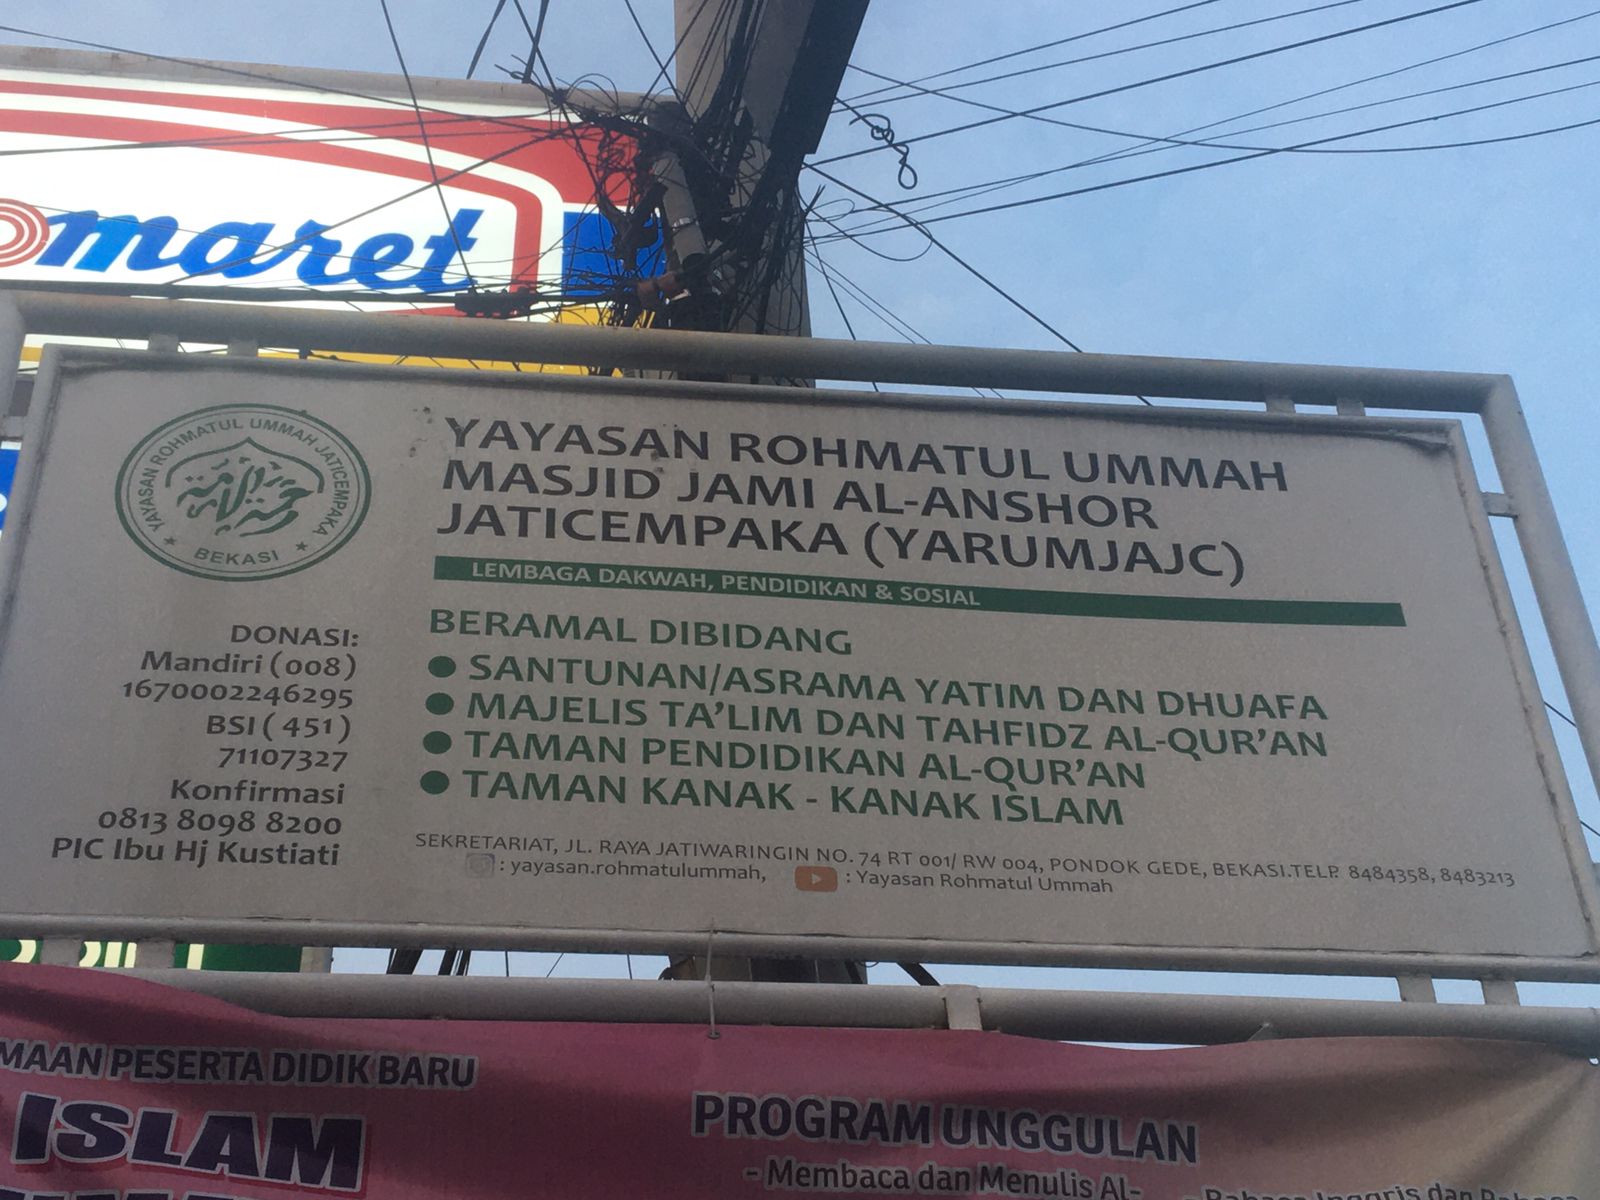 maret
YAYASAN ROHMATUL UMMAH JATICEMPAKA
BEKASI
YAYASAN ROHMATUL UMMAH
MASJID JAMI AL-ANSHOR
JATICEMPAKA (YARUMJAJC)
LEMBAGA DAKWAH, PENDIDIKAN & SOSIAL
BERAMAL DIBIDANG
● SANTUNAN/ASRAMA YATIM DAN DHUAFA
● MAJELIS TA'LIM DAN TAHFIDZ AL-QUR'AN
● TAMAN PENDIDIKAN AL-QUR'AN
● TAMAN KANAK - KANAK ISLAM
DONASI:
Mandiri (008)
1670002246295
BSI ( 451 )
71107327
Konfirmasi
0813 8098 8200
PIC Ibu Hj Kustiati
SEKRETARIAT, JL. RAYA JATIWARINGIN NO. 74 RT 001/ RW 004, PONDOK GEDE, BEKASI.TELP. 8484358, 8483213
: yayasan.rohmatulummah, : Yayasan Rohmatul Ummah
MAAN PESERTA DIDIK BARU
ISLAM
PROGRAM UNGGULAN
- Membaca dan Menulis Al-